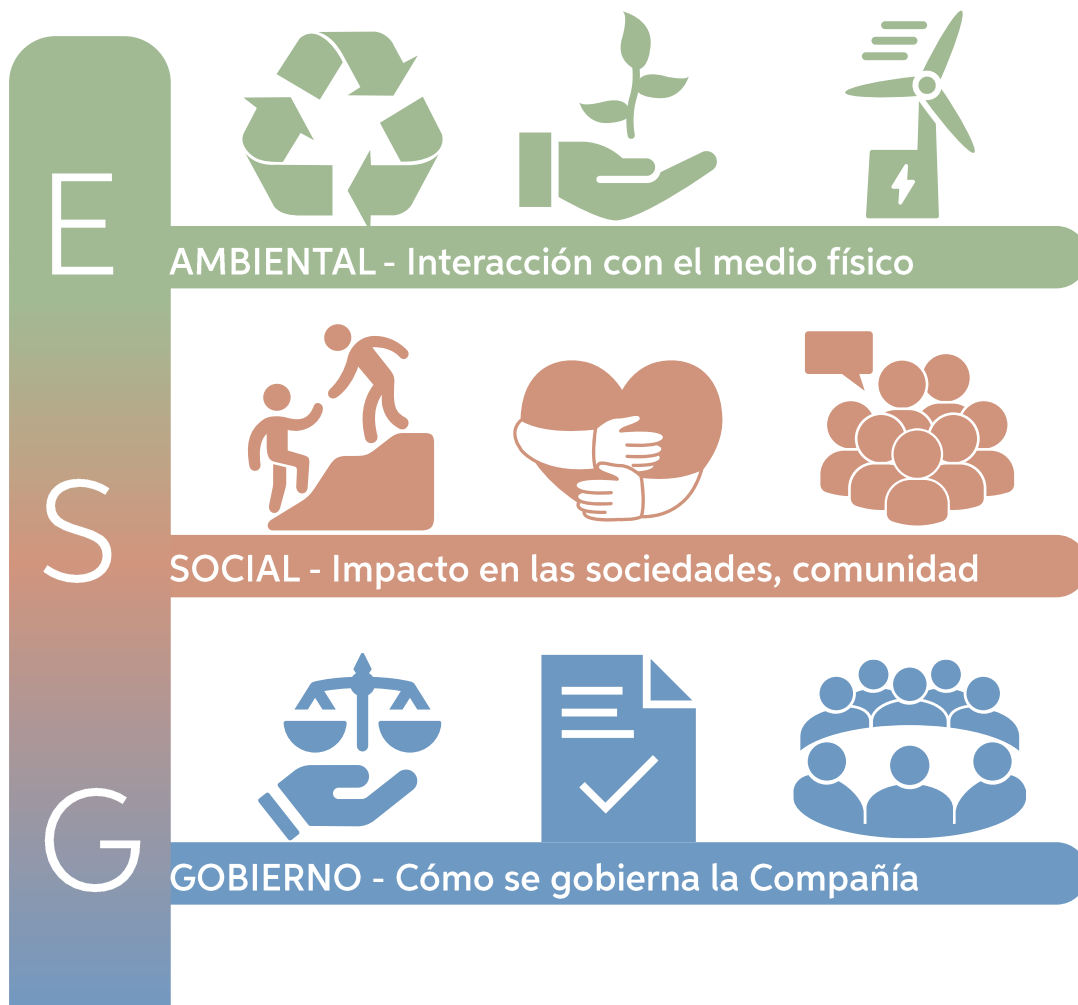 E
AMBIENTAL - Interacción con el medio físico
S
SOCIAL - Impacto en las sociedades, comunidad
G
GOBIERNO - Cómo se gobierna la Compañía